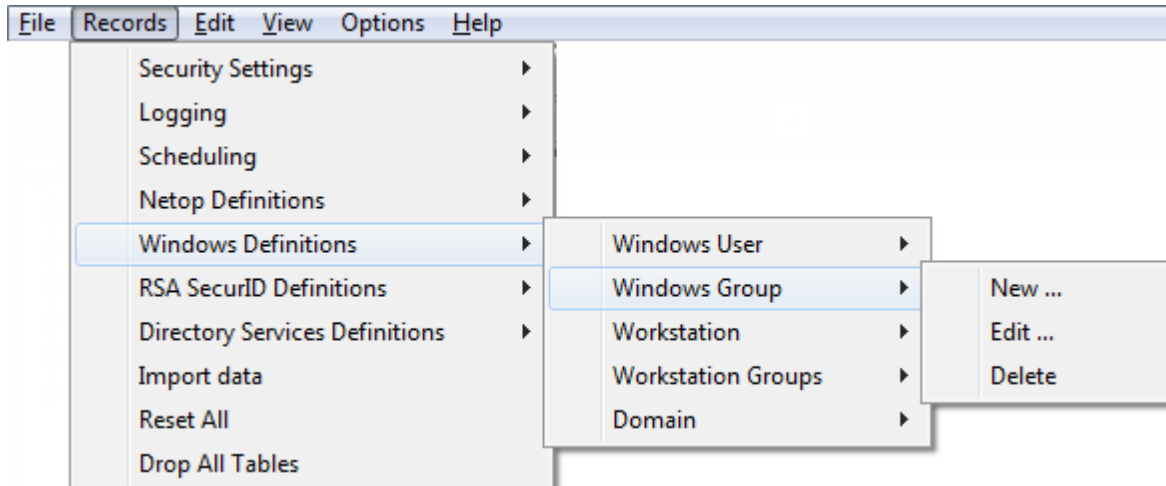 File Records Edit View Options Help
Security Settings
Logging
Scheduling
Netop Definitions
Windows Definitions
RSA SecurID Definitions
Directory Services Definitions
Import data
Reset All
Drop All Tables
Windows User
Windows Group
Workstation
Workstation Groups
Domain
New ...
Edit ...
Delete